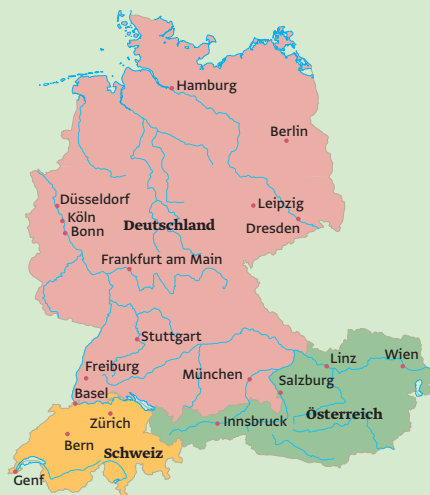 Hamburg
Berlin
Düsseldorf
Leipzig
Köln
Deutschland
Dresden
Bonn
Frankfurt am Main
Stuttgart
Linz
Wien
Freiburg
München
Salzburg
Basel
Österreich
Zürich
Innsbruck
Bern
Schweiz
Genf